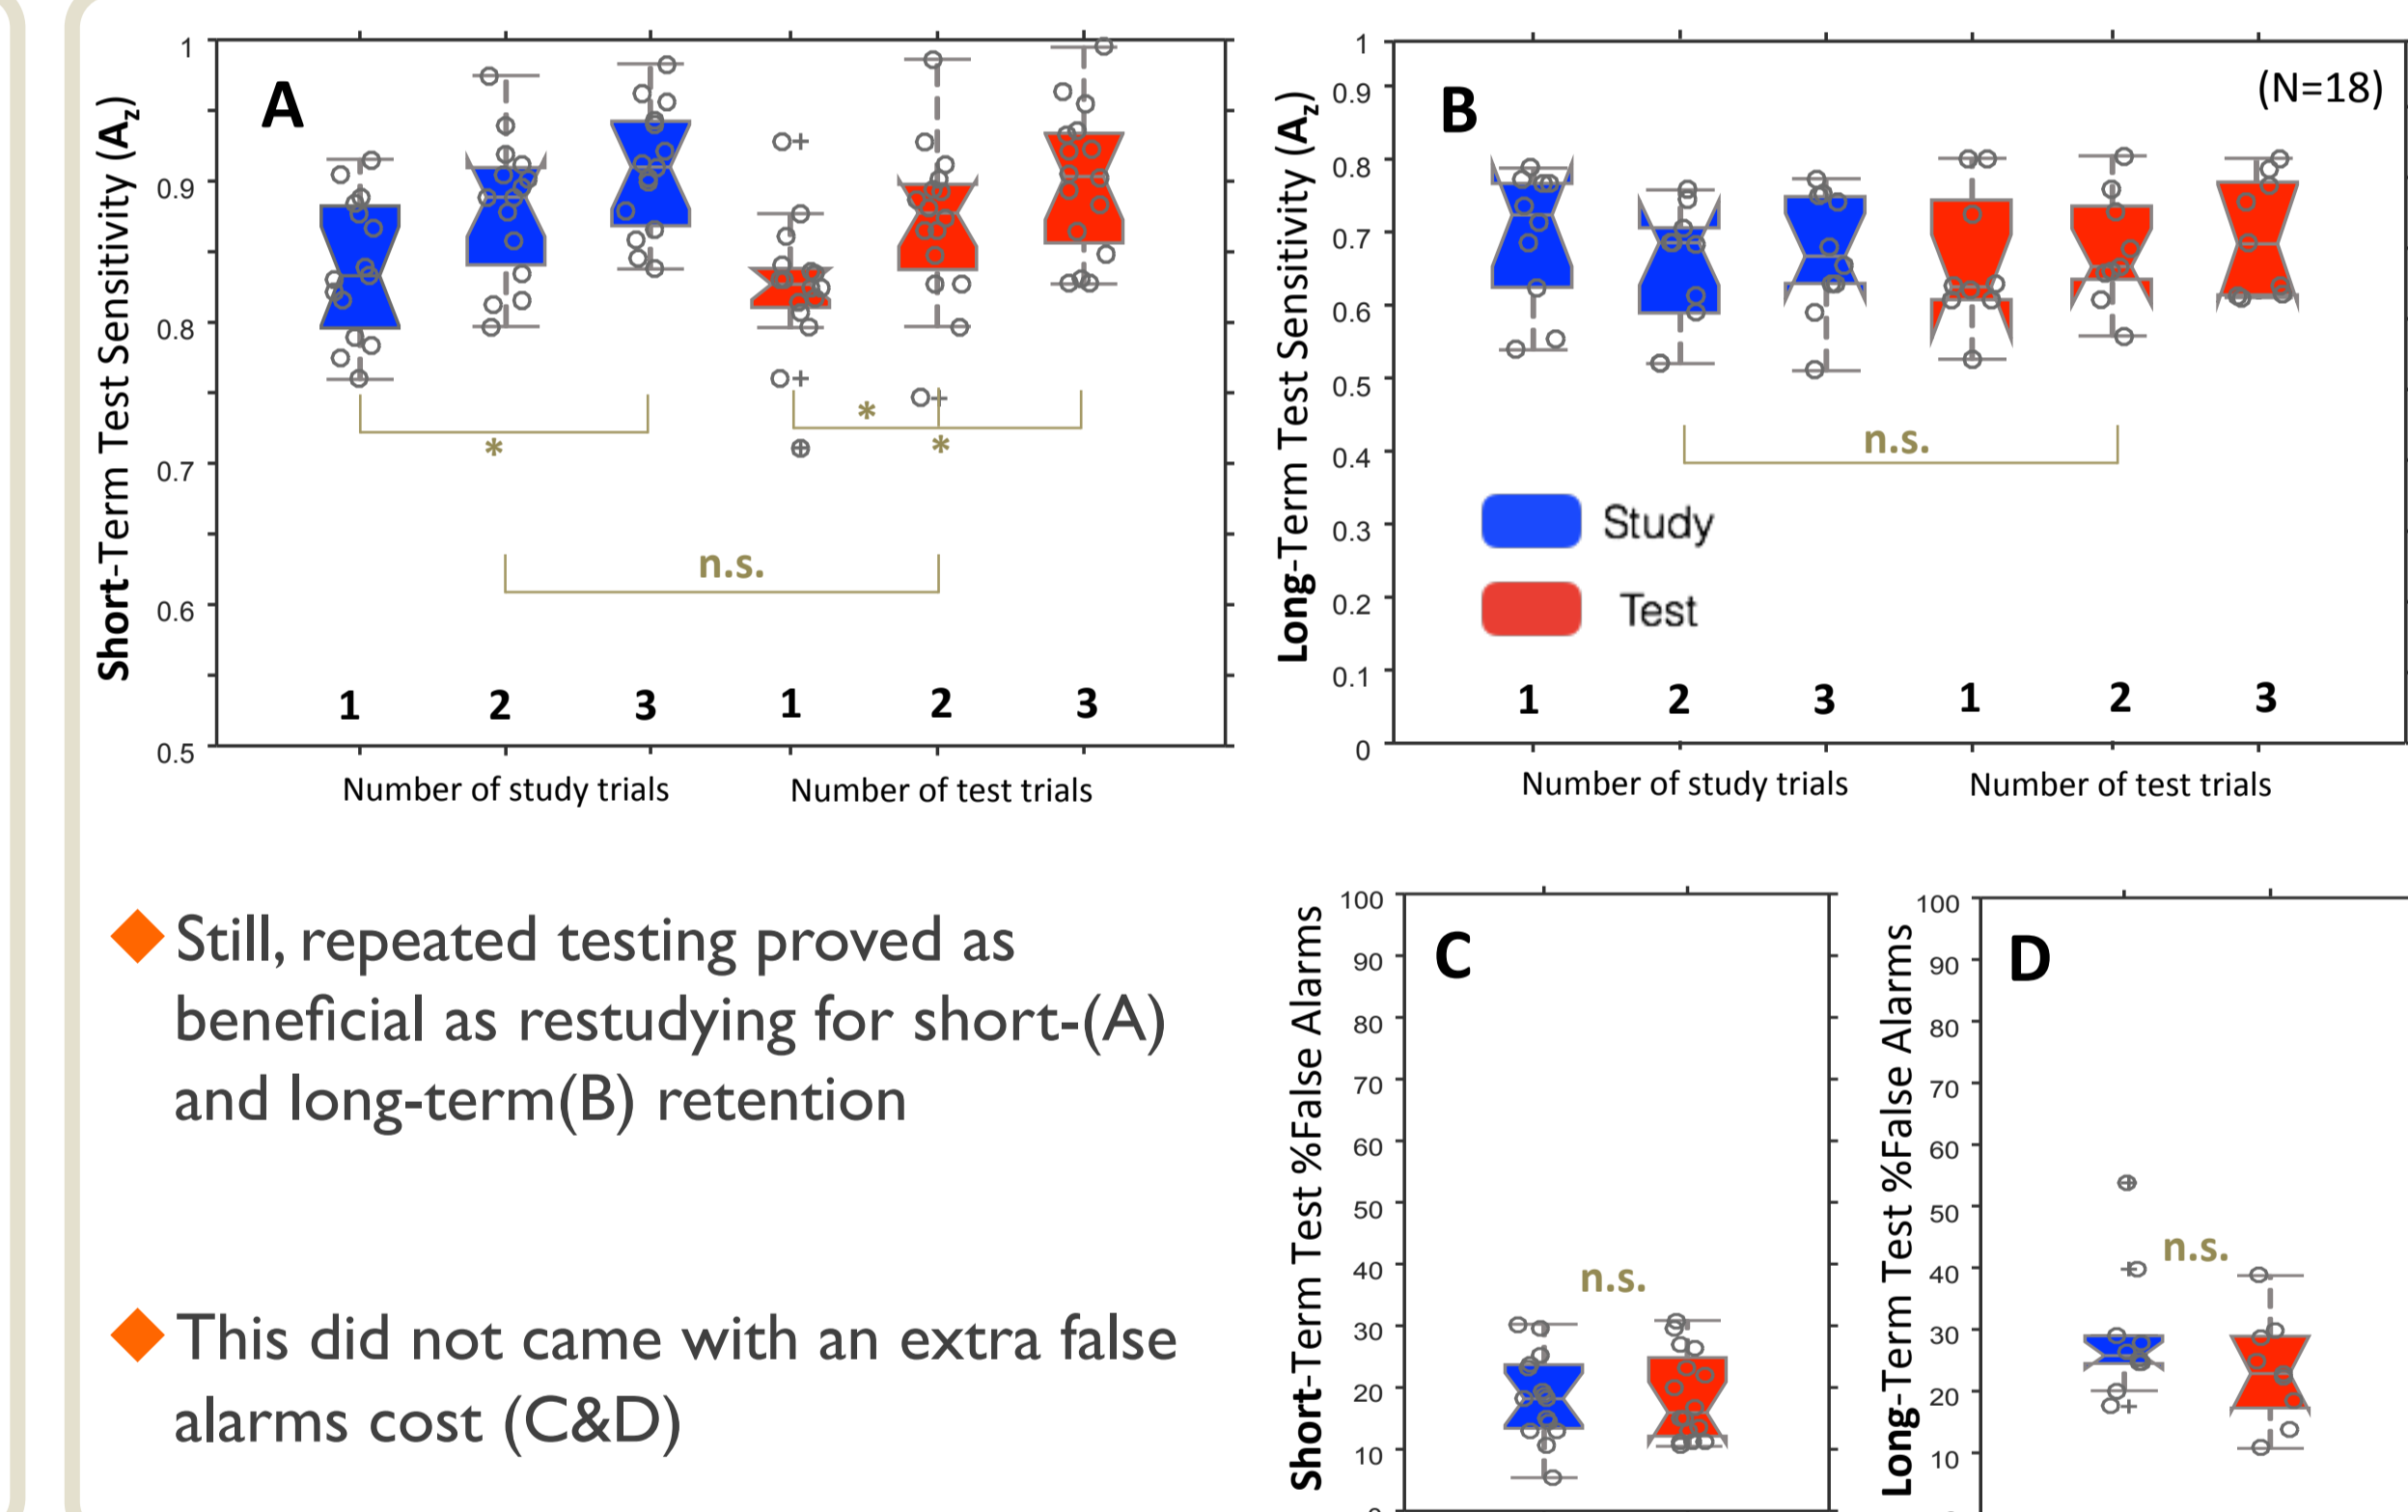 A
Short-Term Test Sensitivity (Az)
1
0.9
0.8
0.7
0.6
0.5
*
*
*
n.s.
1 2 3 1 2 3
Number of study trials Number of test trials
B
(N=18)
Long-Term Test Sensitivity (Az)
1
0.9
0.8
0.7
0.6
0.5
0.4
0.3
0.2
0.1
0
n.s.
Study
Test
1 2 3 1 2 3
Number of study trials Number of test trials
Still, repeated testing proved as
beneficial as restudying for short-(A)
and long-term(B) retention
This did not came with an extra false
alarms cost (C&D)
C
Short-Term Test %False Alarms
100
90
80
70
60
50
40
30
20
10
n.s.
D
Long-Term Test %False Alarms
100
90
80
70
60
50
40
30
20
10
n.s.